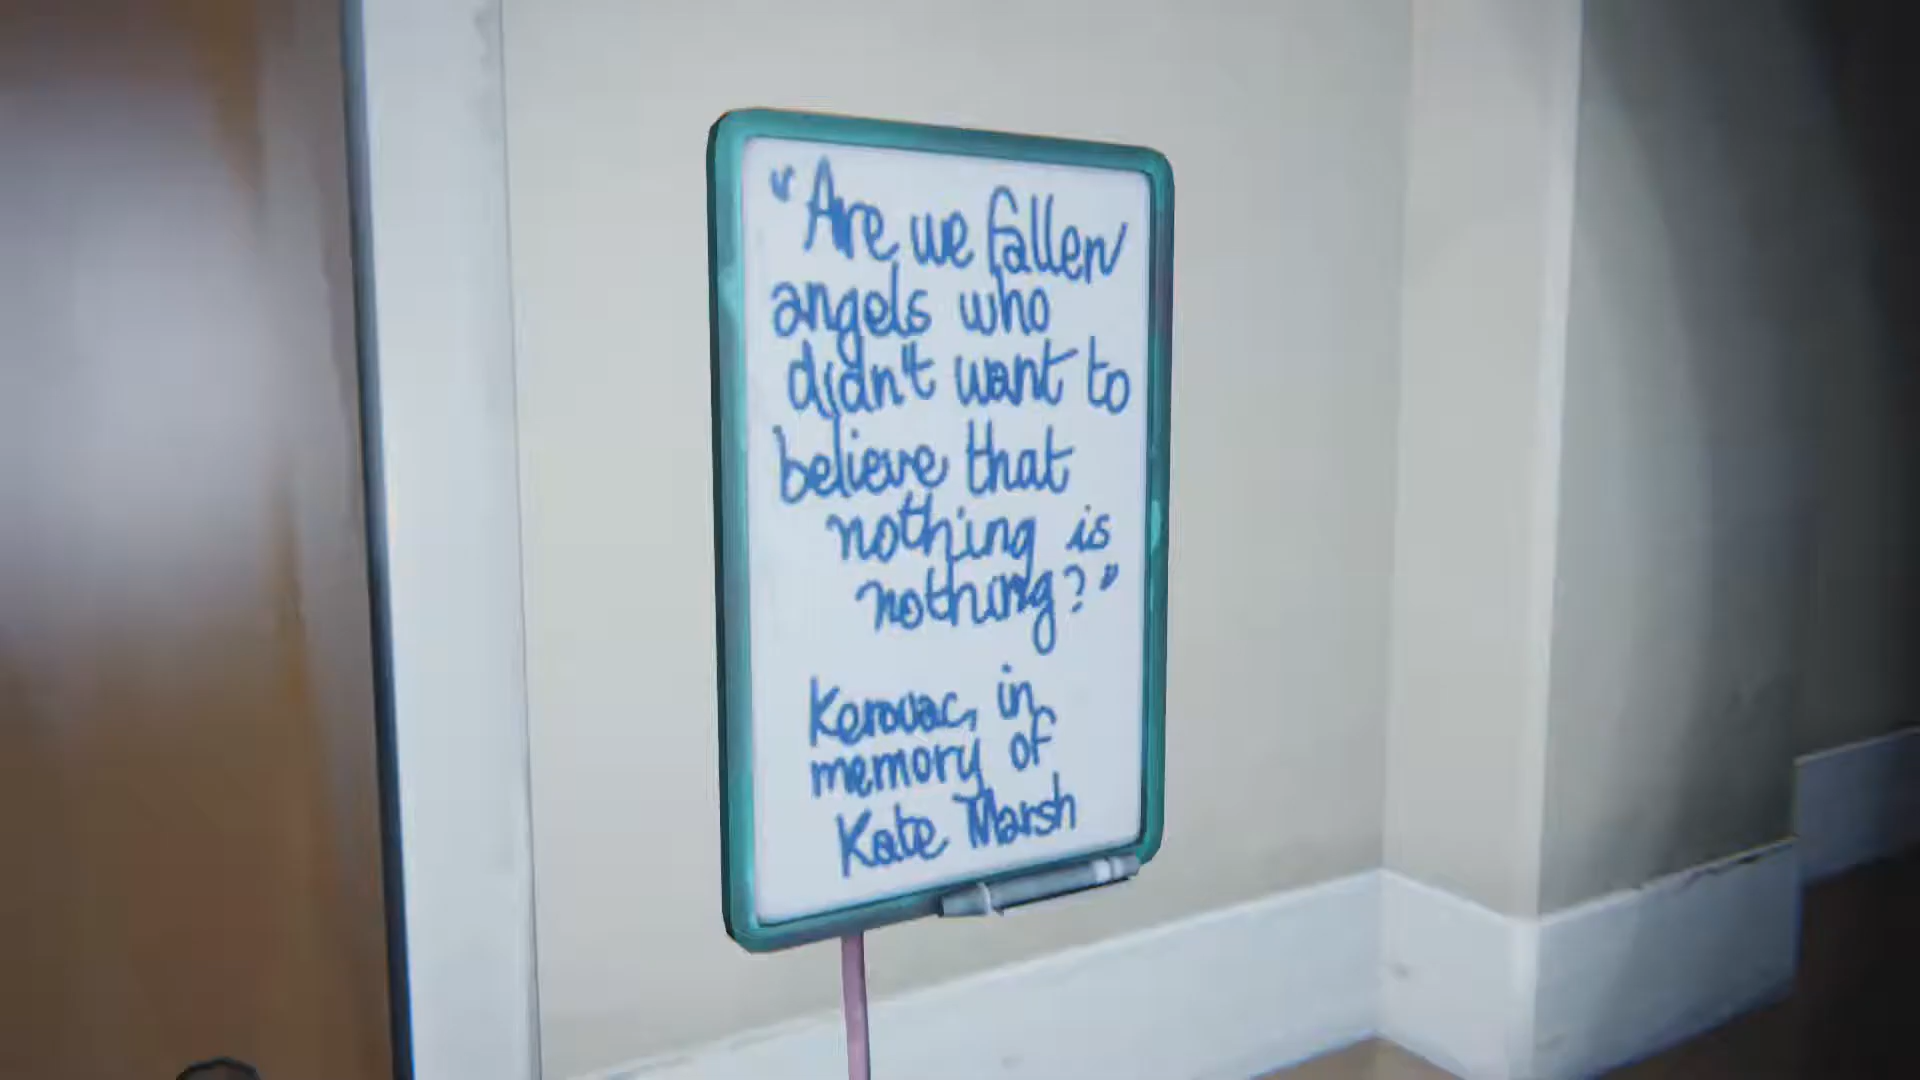 "Are we fallen
angels who
didn't want to
believe that
nothing is
nothing?"
Kerouac, in
memory of
Kate Marsh